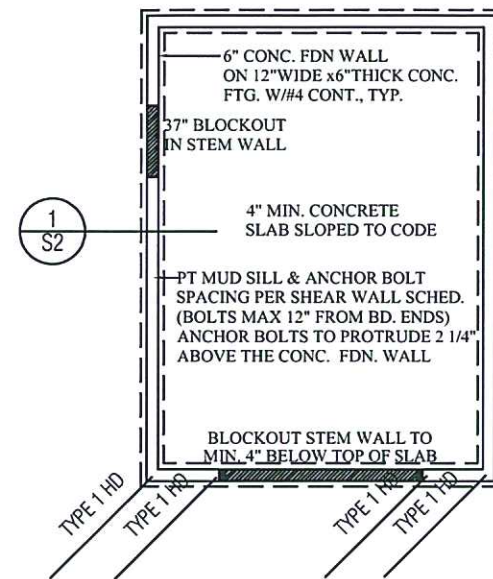 6" CONC. FDN WALL
ON 12"WIDE x6"THICK CONC.
FTG. W/#4 CONT., TYP.
37" BLOCKOUT
IN STEM WALL
1
S2
4" MIN. CONCRETE
SLAB SLOPED TO CODE
PT MUD SILL & ANCHOR BOLT
SPACING PER SHEAR WALL SCHED.
(BOLTS MAX 12" FROM BD. ENDS)
ANCHOR BOLTS TO PROTRUDE 2 1/4"
ABOVE THE CONC. FDN. WALL
BLOCKOUT STEM WALL TO
MIN. 4" BELOW TOP OF SLAB
TYPE 1 HD
TYPE 1 HD
TYPE 1 HD
TYPE 1 HD